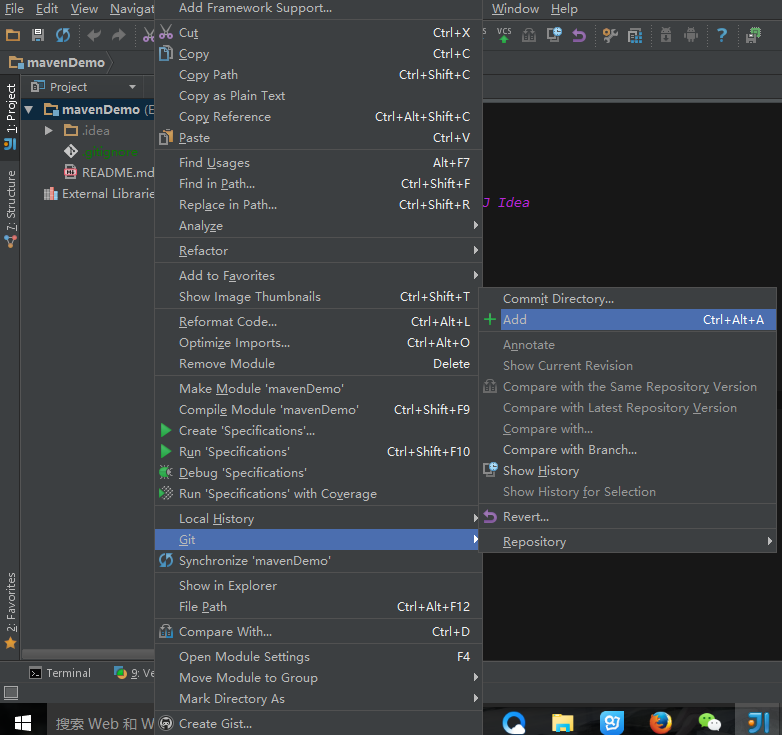 File Edit View Navigat
Window Help
VCS
mavenDemo
Project
1: Project
mavenDemo
.idea
.gitignore
README.md
External Librarie
7: Structure
2: Favorites
Add Framework Support...
Cut Ctrl+X
Copy Ctrl+C
Copy Path Ctrl+Shift+C
Copy as Plain Text
Copy Reference Ctrl+Alt+Shift+C
Paste Ctrl+V
Find Usages Alt+F7
Find in Path... Ctrl+Shift+F
Replace in Path... Ctrl+Shift+R
Analyze
Refactor
Add to Favorites
Show Image Thumbnails Ctrl+Shift+T
Reformat Code... Ctrl+Alt+L
Optimize Imports... Ctrl+Alt+O
Remove Module Delete
Make Module 'mavenDemo'
Compile Module 'mavenDemo' Ctrl+Shift+F9
Create 'Specifications'...
Run 'Specifications' Ctrl+Shift+F10
Debug 'Specifications'
Run 'Specifications' with Coverage
Local History
Git
Synchronize 'mavenDemo'
Show in Explorer
File Path Ctrl+Alt+F12
Compare With... Ctrl+D
Open Module Settings F4
Move Module to Group
Mark Directory As
Create Gist...
J Idea
Commit Directory...
Add Ctrl+Alt+A
Annotate
Show Current Revision
Compare with the Same Repository Version
Compare with Latest Repository Version
Compare with...
Compare with Branch...
Show History
Show History for Selection
Revert...
Repository
Terminal
9: Ve
搜索 Web 和 W